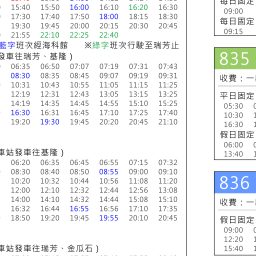 15:40 15:50 16:00 16:10 16:20 16:30
17:30 17:40 17:50 18:00 18:15 18:30
19:30 19:45 20:00 20:15 20:30 20:45
21:55 22:10 22:25 22:40
藍字班次經海科館 ※綠字班次行駛至瑞芳止
發車往瑞芳、基隆)
06:35 06:50 07:07 07:19 07:31 07:43
08:30 08:35 08:45 09:07 09:19 09:31
10:31 10:43 10:55 11:05 11:15 11:25
12:19 12:31 12:43 13:05 13:15 13:25
14:19 14:35 14:45 14:55 15:10 15:25
16:30 16:31 16:45 17:10 17:25 17:40
19:20 19:30 19:45 20:20 20:45 21:10
車站發車往基隆)
06:20 06:35 06:45 06:55 07:15 07:32
08:30 08:40 08:50 08:55 09:05 09:15
10:20 10:32 10:44 10:56 11:08 11:20
12:00 12:10 12:32 12:44 12:56 13:08
14:00 14:10 14:32 14:44 15:08 15:10
16:32 16:44 16:55 16:56 17:10 17:35
18:50 19:20 19:45 19:55 20:10 20:45
車站發車往瑞芳、金瓜石)
每日固定
09:00
每日固定
09:15
835
收費:一
平日固定
05:30
10:30
16:30
假日固定
06:00
13:40
836
收費:一
假日固定
09:00
12:20
15:40